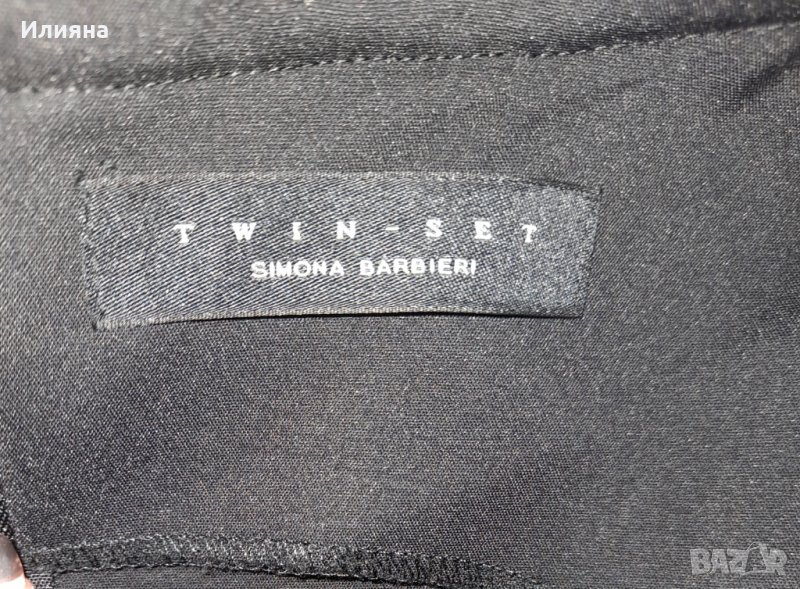 Илияна
TWIN-SET
SIMONA BARBIERI
BAZAR